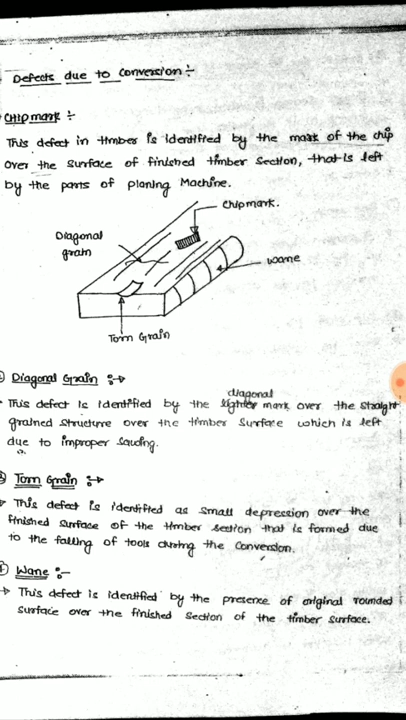 Defects due to conversion :-
CHIP mark :-
This defect in timber is identified by the mark of the chip
over the surface of finished timber section, that is left
by the parts of planing Machine.
chipmark.
Diagonal
grain
wane
Torn Grain
Diagonal Grain :→
This defect is identified by the diagonal mark over the straight
grained structure over the timber surface which is left
due to improper sawing.
Torn Grain :→
This defect is identified as small depression over the
finished surface of the timber section that is formed due
to the falling of tools during the conversion.
Wane :-
→ This defect is identified by the presence of original rounded
surface over the finished section of the timber surface.